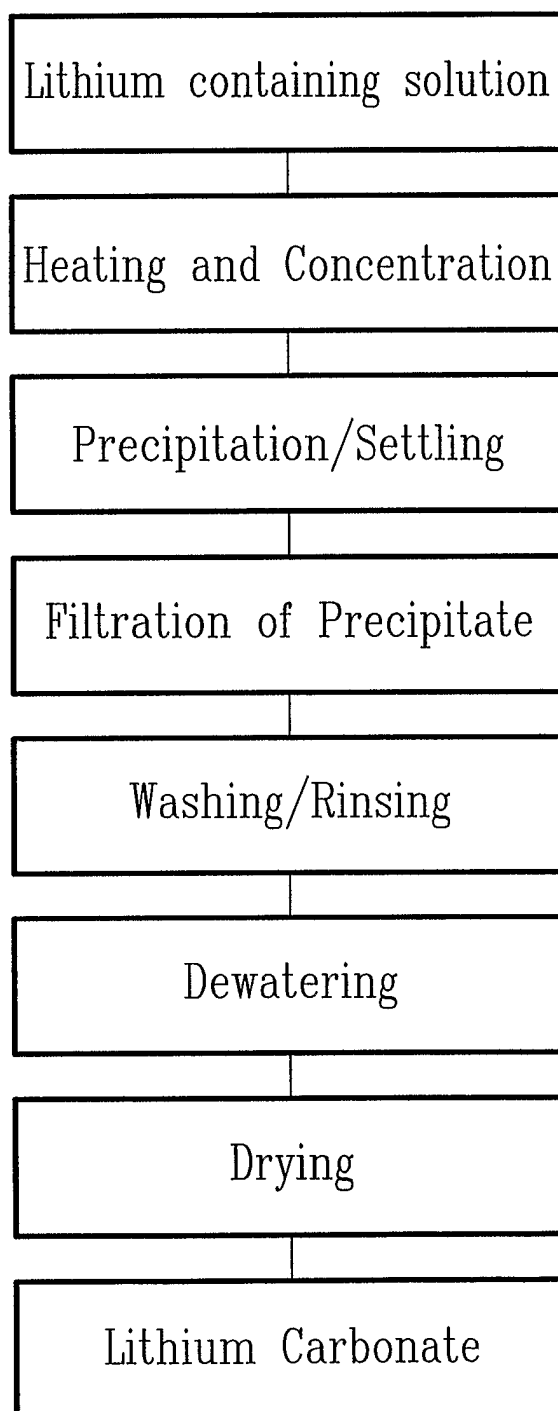 Lithium containing solution
Heating and Concentration
Precipitation/Settling
Filtration of Precipitate
Washing/Rinsing
Dewatering
Drying
Lithium Carbonate